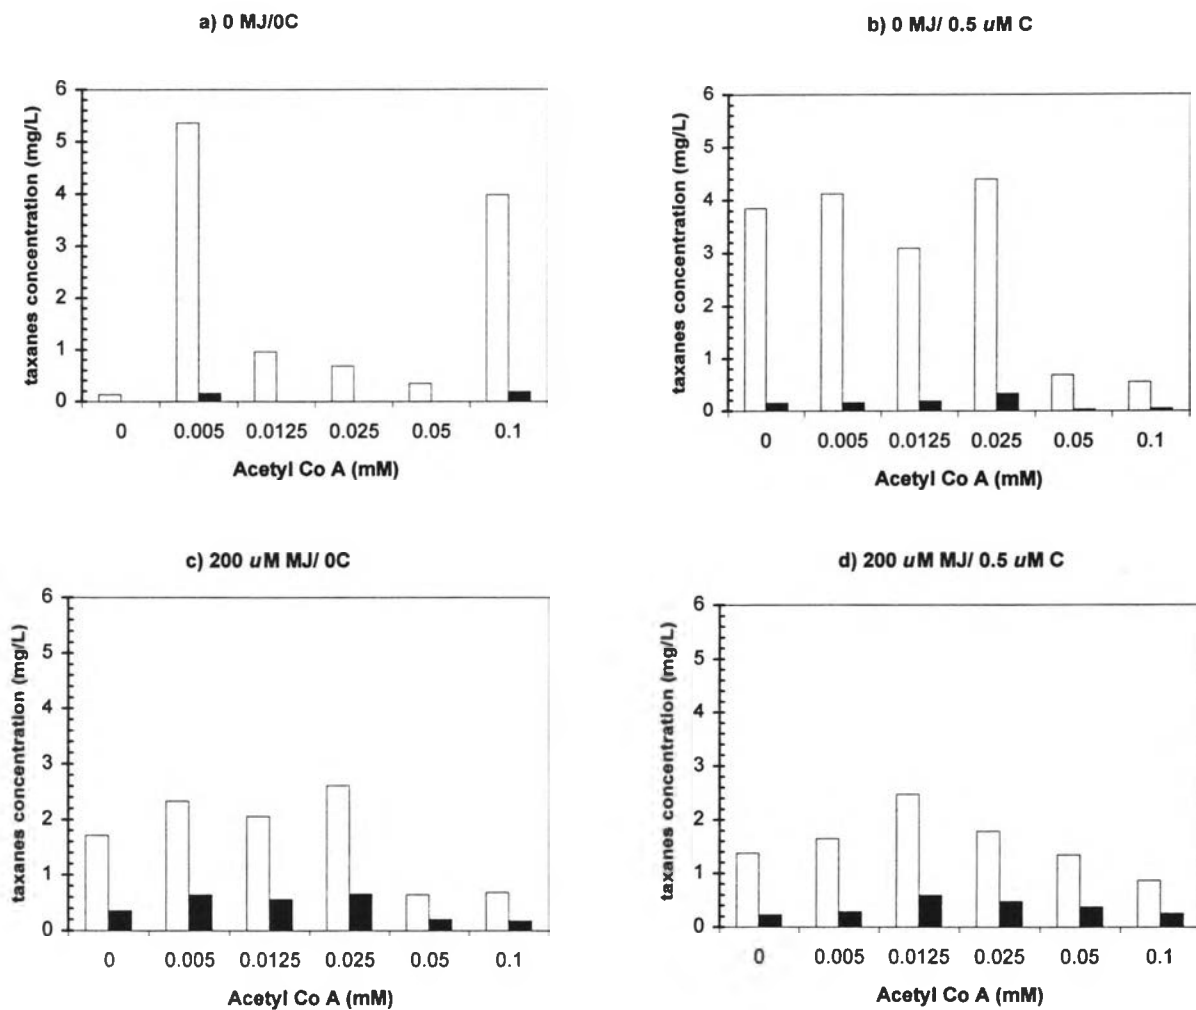 a) 0 MJ/0C
taxanes concentration (mg/L)
6
5
4
3
2
1
0
0 0.005 0.0125 0.025 0.05 0.1
Acetyl Co A (mM)
b) 0 MJ/ 0.5 uM C
taxanes concentration (mg/L)
6
5
4
3
2
1
0
0 0.005 0.0125 0.025 0.05 0.1
Acetyl Co A (mM)
c) 200 uM MJ/ 0C
taxanes concentration (mg/L)
6
5
4
3
2
1
0
0 0.005 0.0125 0.025 0.05 0.1
Acetyl Co A (mM)
d) 200 uM MJ/ 0.5 uM C
taxanes concentration (mg/L)
6
5
4
3
2
1
0
0 0.005 0.0125 0.025 0.05 0.1
Acetyl Co A (mM)